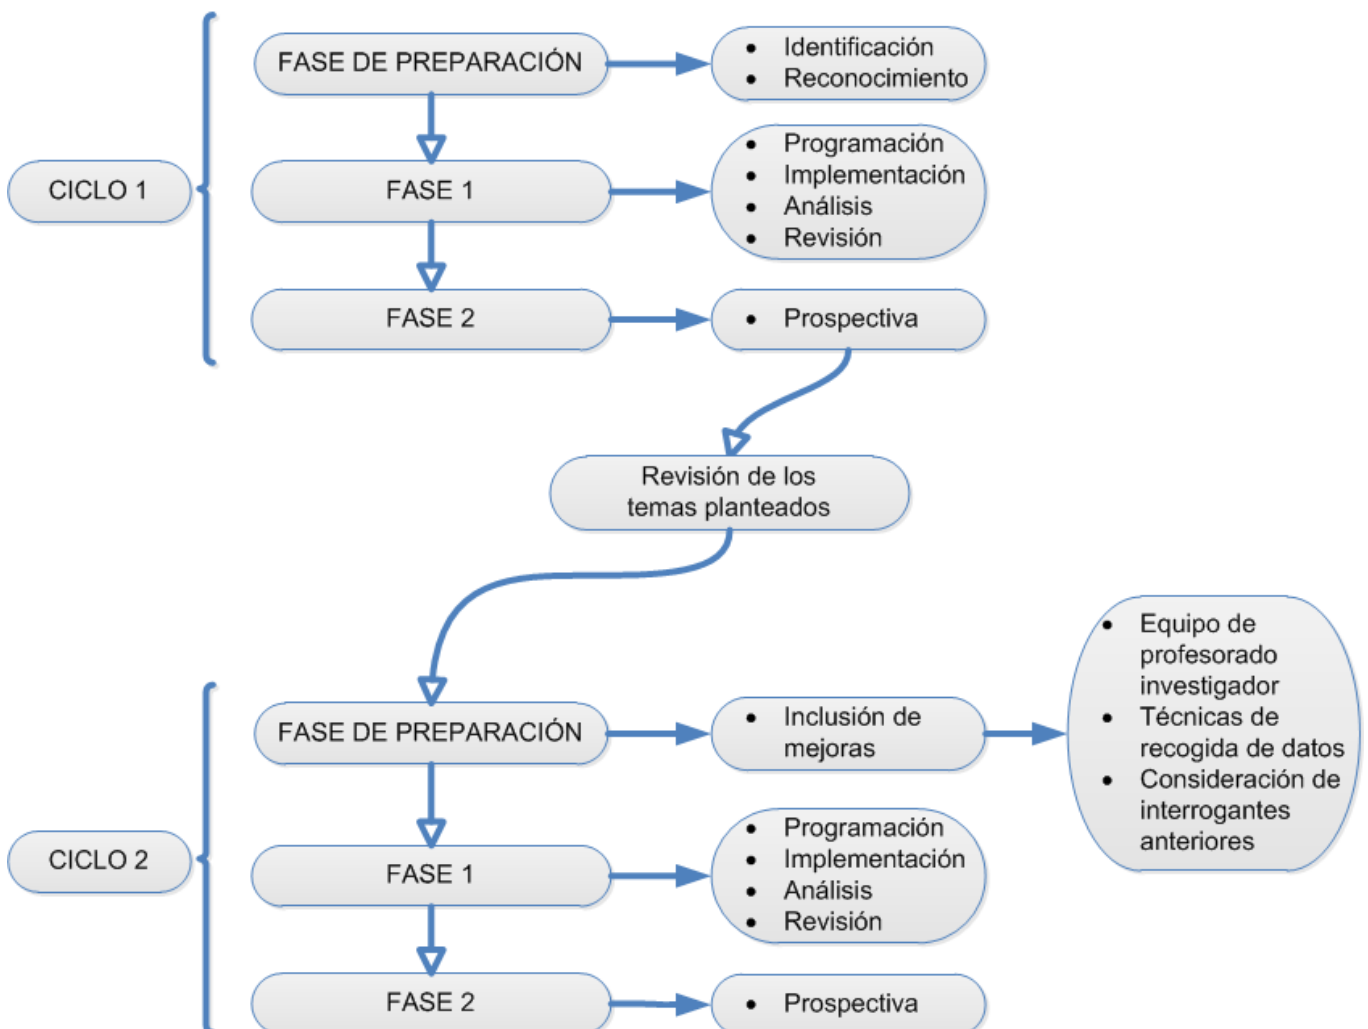 FASE DE PREPARACIÓN
• Identificación
• Reconocimiento
CICLO 1
FASE 1
• Programación
• Implementación
• Análisis
• Revisión
FASE 2
• Prospectiva
Revisión de los
temas planteados
CICLO 2
FASE DE PREPARACIÓN
• Inclusión de
mejoras
• Equipo de
profesorado
investigador
• Técnicas de
recogida de datos
• Consideración de
interrogantes
anteriores
FASE 1
• Programación
• Implementación
• Análisis
• Revisión
FASE 2
• Prospectiva